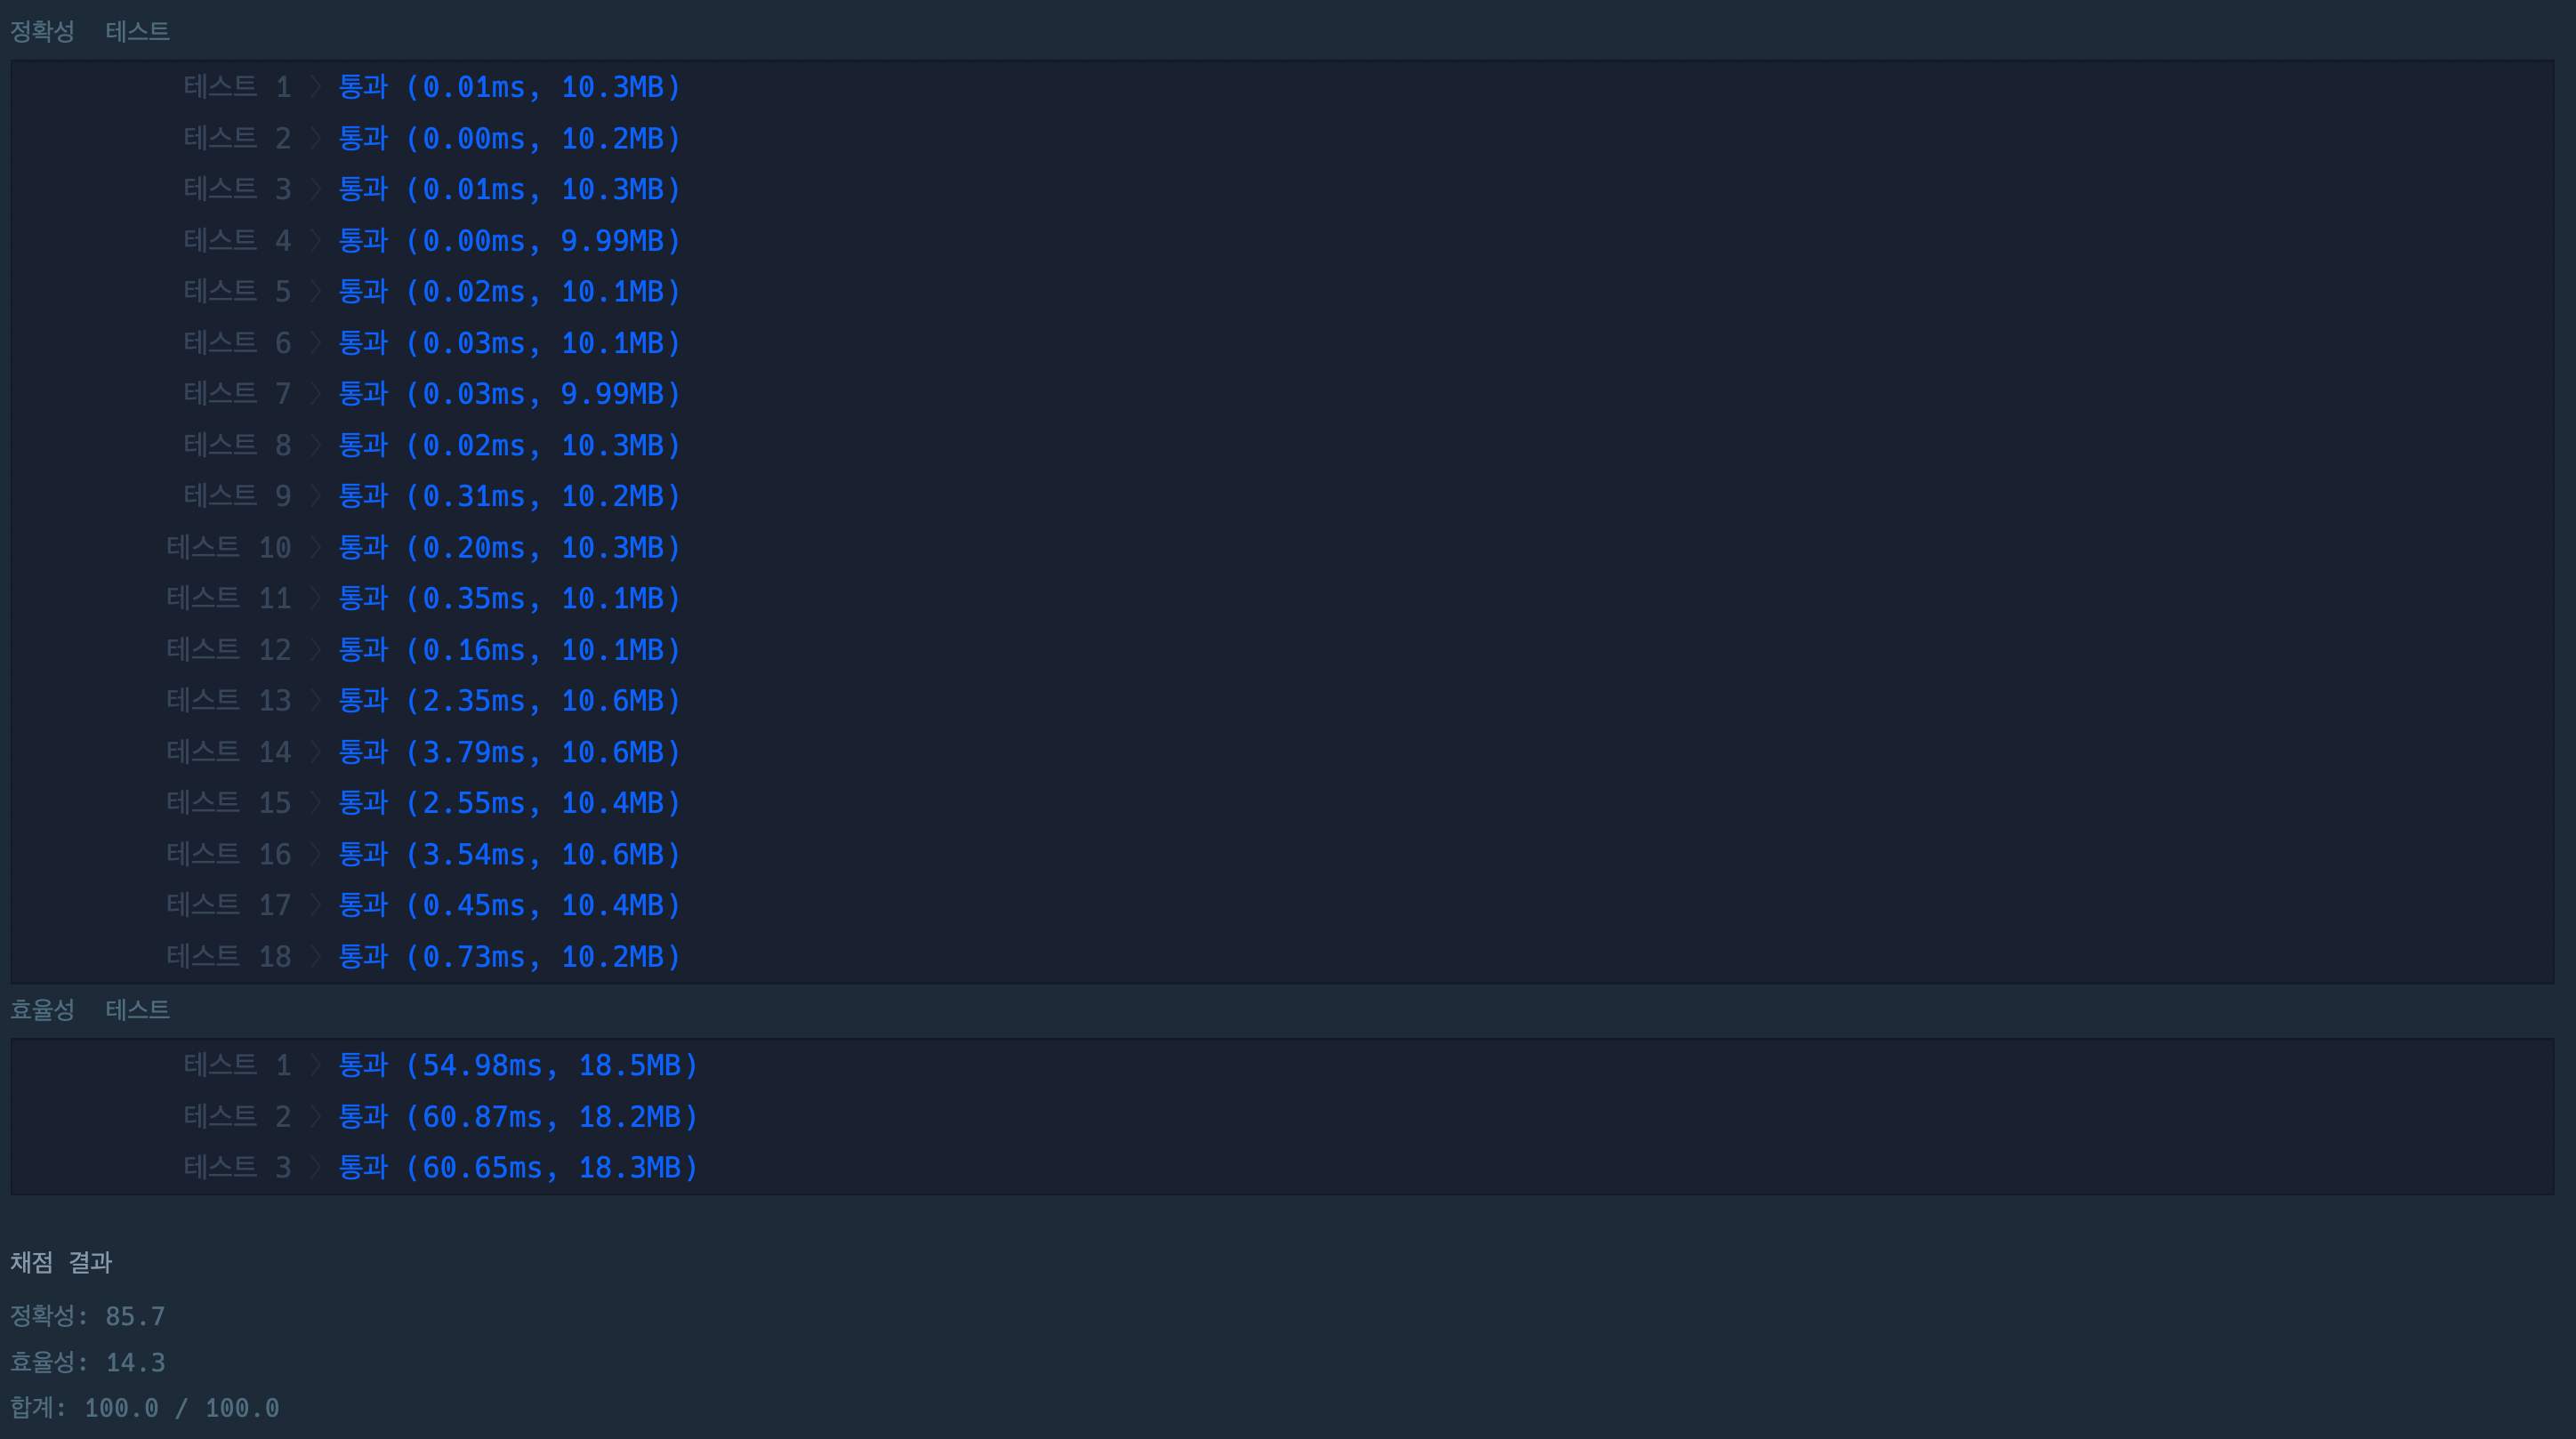 정확성 테스트
테스트 1 〉 통과 (0.01ms, 10.3MB)
테스트 2 〉 통과 (0.00ms, 10.2MB)
테스트 3 〉 통과 (0.01ms, 10.3MB)
테스트 4 〉 통과 (0.00ms, 9.99MB)
테스트 5 〉 통과 (0.02ms, 10.1MB)
테스트 6 〉 통과 (0.03ms, 10.1MB)
테스트 7 〉 통과 (0.03ms, 9.99MB)
테스트 8 〉 통과 (0.02ms, 10.3MB)
테스트 9 〉 통과 (0.31ms, 10.2MB)
테스트 10 〉 통과 (0.20ms, 10.3MB)
테스트 11 〉 통과 (0.35ms, 10.1MB)
테스트 12 〉 통과 (0.16ms, 10.1MB)
테스트 13 〉 통과 (2.35ms, 10.6MB)
테스트 14 〉 통과 (3.79ms, 10.6MB)
테스트 15 〉 통과 (2.55ms, 10.4MB)
테스트 16 〉 통과 (3.54ms, 10.6MB)
테스트 17 〉 통과 (0.45ms, 10.4MB)
테스트 18 〉 통과 (0.73ms, 10.2MB)
효율성 테스트
테스트 1 〉 통과 (54.98ms, 18.5MB)
테스트 2 〉 통과 (60.87ms, 18.2MB)
테스트 3 〉 통과 (60.65ms, 18.3MB)
채점 결과
정확성: 85.7
효율성: 14.3
합계: 100.0 / 100.0